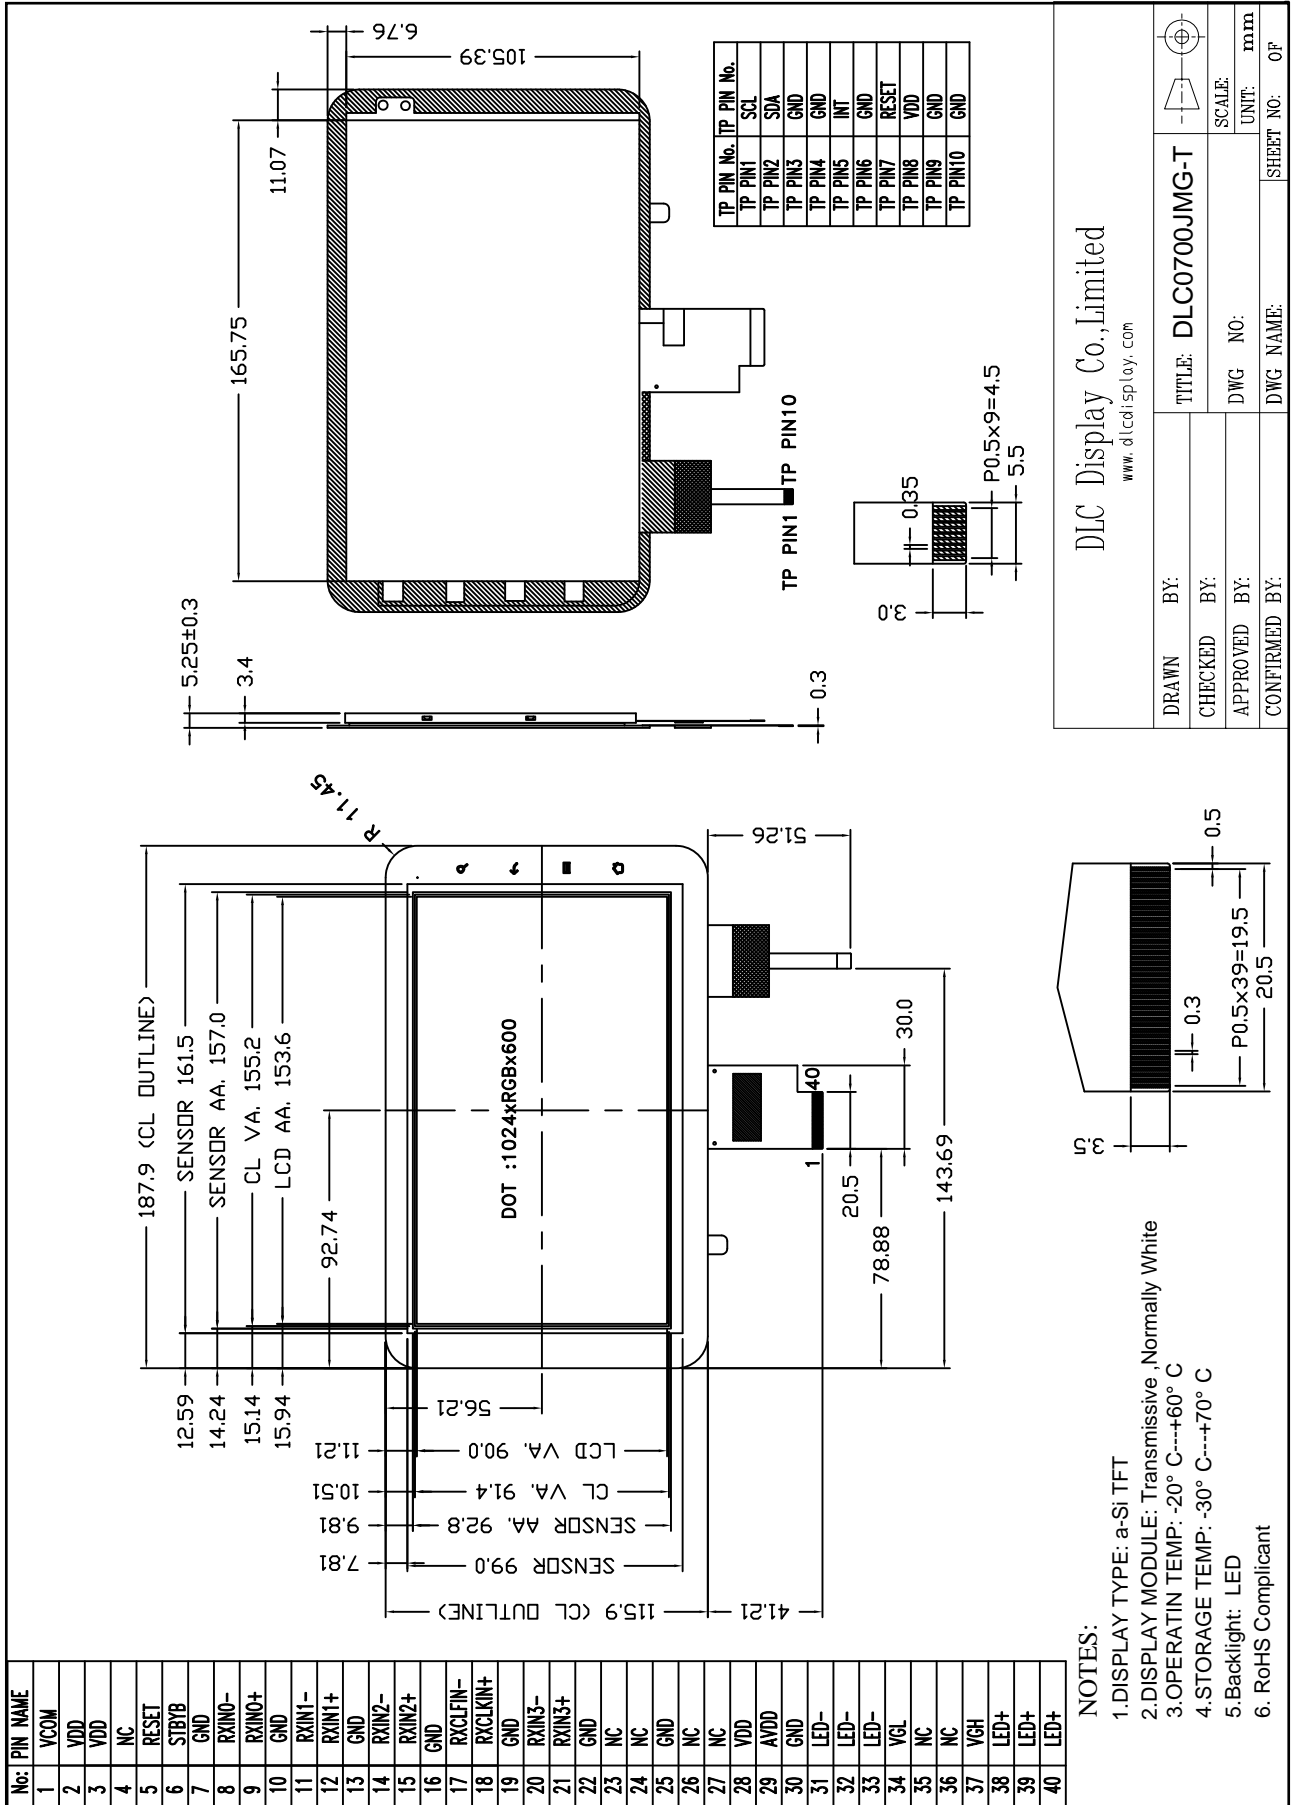 No: PIN NAME
1 VCOM
2 VDD
3 VDD
4 NC
5 RESET
6 STBYB
7 GND
8 RXIN0-
9 RXIN0+
10 GND
11 RXIN1-
12 RXIN1+
13 GND
14 RXIN2-
15 RXIN2+
16 GND
17 RXCLFIN-
18 RXCLKIN+
19 GND
20 RXIN3-
21 RXIN3+
22 GND
23 NC
24 NC
25 GND
26 NC
27 NC
28 VDD
29 AVDD
30 GND
31 LED-
32 LED-
33 LED-
34 VGL
35 NC
36 NC
37 VGH
38 LED+
39 LED+
40 LED+
187.9 (CL OUTLINE)
12.59
SENSOR 161.5
14.24
SENSOR AA. 157.0
15.14
CL VA. 155.2
15.94
LCD AA. 153.6
92.74
R 11.45
56.21
11.21
LCD VA. 90.0
10.51
CL VA. 91.4
9.81
SENSOR AA. 92.8
7.81
SENSOR 99.0
115.9 (CL OUTLINE)
41.21
DOT :1024xRGBx600
51.26
1
40
20.5
30.0
78.88
143.69
5.25±0.3
3.4
0.3
165.75
11.07
6.76
105.39
TP PIN1
TP PIN10
TP PIN No. TP PIN No.
TP PIN1 SCL
TP PIN2 SDA
TP PIN3 GND
TP PIN4 GND
TP PIN5 INT
TP PIN6 GND
TP PIN7 RESET
TP PIN8 VDD
TP PIN9 GND
TP PIN10 GND
3.0
0.35
P0.5x9=4.5
5.5
3.5
0.3
0.5
P0.5x39=19.5
20.5
NOTES:
1.DISPLAY TYPE: a-Si TFT
2.DISPLAY MODULE: Transmissive ,Normally White
3.OPERATIN TEMP: -20° C---+60° C
4.STORAGE TEMP: -30° C---+70° C
5.Backlight: LED
6. RoHS Complicant
DLC Display Co.,Limited
www.dlcdisplay.com
DRAWN BY:
CHECKED BY:
APPROVED BY:
CONFIRMED BY:
TITLE: DLC0700JMG-T
DWG NO:
DWG NAME:
SCALE:
UNIT: mm
SHEET NO: OF